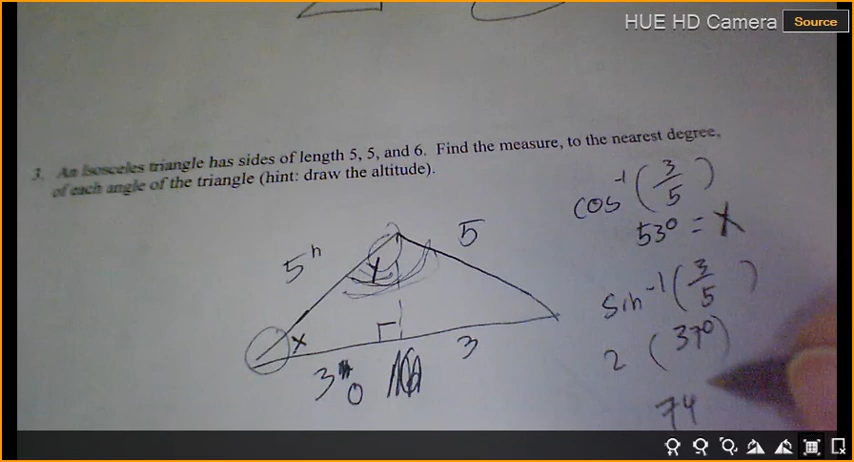 HUE HD Camera Source
3. An isosceles triangle has sides of length 5, 5, and 6. Find the measure, to the nearest degree,
of each angle of the triangle (hint: draw the altitude).
cos⁻¹(3/5)
53° = x
5 h
5
y
x
3
o
3
sin⁻¹(3/5)
2 (37°)
74